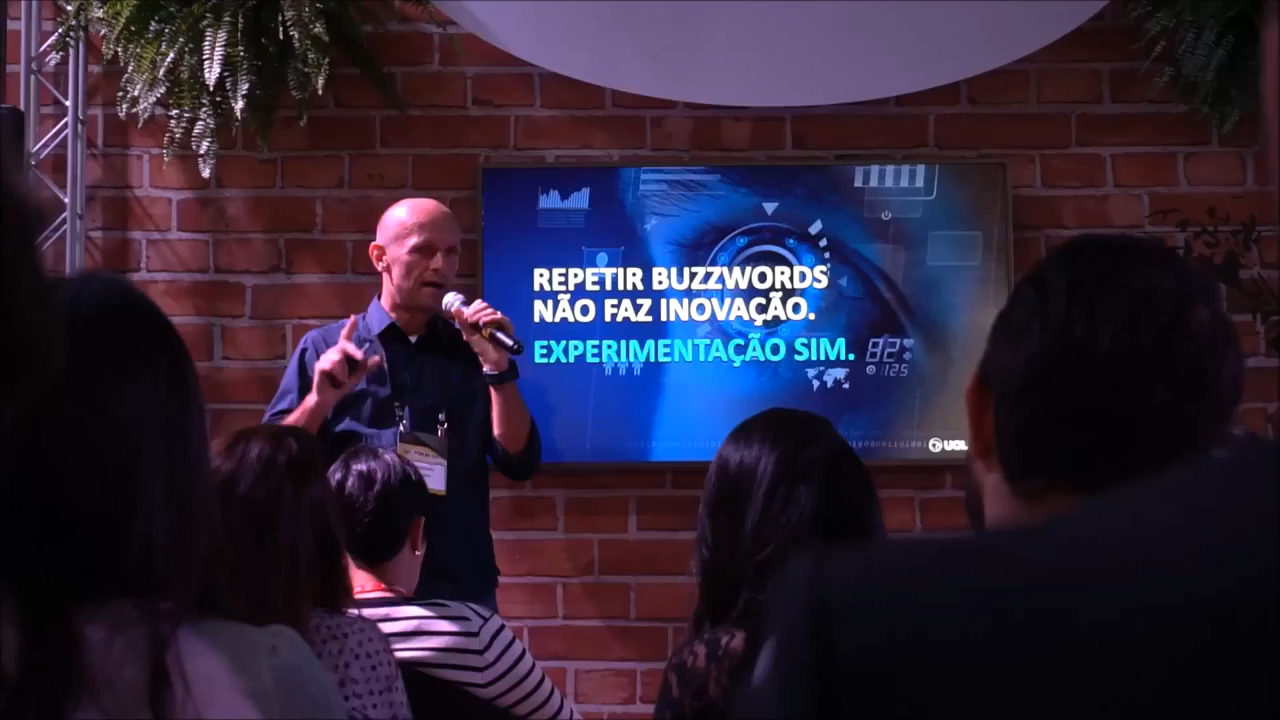 REPETIR BUZZWORDS
NÃO FAZ INOVAÇÃO.
EXPERIMENTAÇÃO SIM.
82
125
UOL